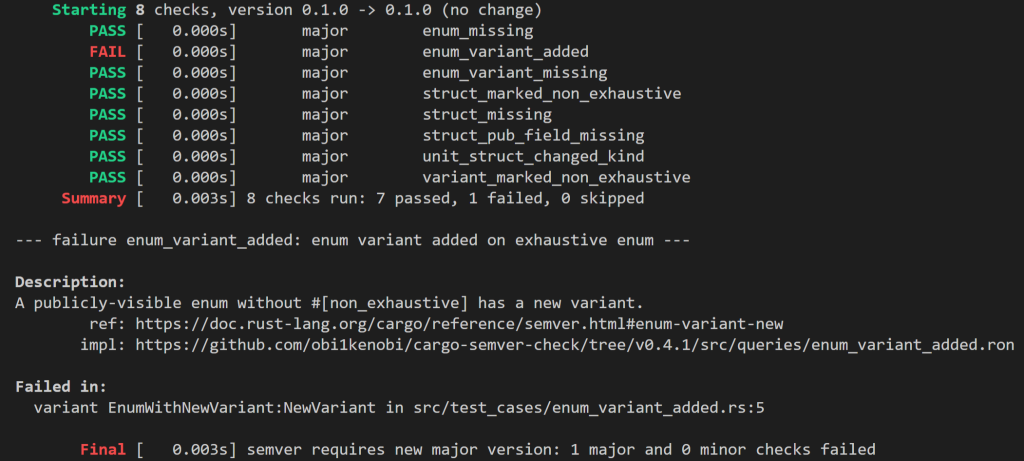 Starting 8 checks, version 0.1.0 -> 0.1.0 (no change)
PASS [   0.000s]       major        enum_missing
FAIL [   0.000s]       major        enum_variant_added
PASS [   0.000s]       major        enum_variant_missing
PASS [   0.000s]       major        struct_marked_non_exhaustive
PASS [   0.000s]       major        struct_missing
PASS [   0.000s]       major        struct_pub_field_missing
PASS [   0.000s]       major        unit_struct_changed_kind
PASS [   0.000s]       major        variant_marked_non_exhaustive
Summary [   0.003s] 8 checks run: 7 passed, 1 failed, 0 skipped
--- failure enum_variant_added: enum variant added on exhaustive enum ---
Description:
A publicly-visible enum without #[non_exhaustive] has a new variant.
ref: https://doc.rust-lang.org/cargo/reference/semver.html#enum-variant-new
impl: https://github.com/obi1kenobi/cargo-semver-check/tree/v0.4.1/src/queries/enum_variant_added.ron
Failed in:
variant EnumWithNewVariant:NewVariant in src/test_cases/enum_variant_added.rs:5
Final [   0.003s] semver requires new major version: 1 major and 0 minor checks failed